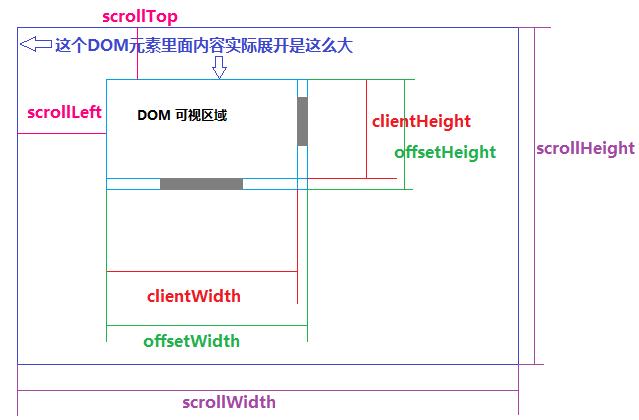 scrollTop
这个DOM元素里面内容实际展开是这么大
scrollLeft
DOM 可视区域
clientHeight
offsetHeight
scrollHeight
clientWidth
offsetWidth
scrollWidth